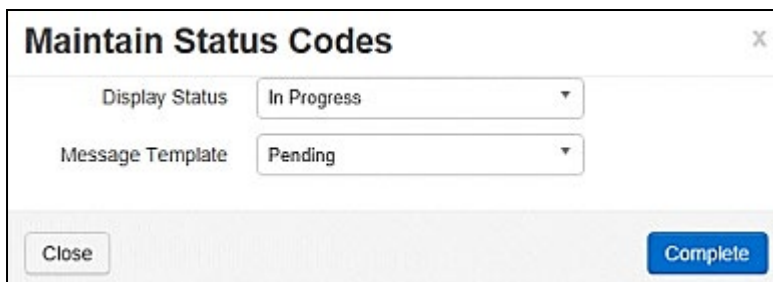 Maintain Status Codes x
Display Status In Progress
Message Template Pending
Close Complete